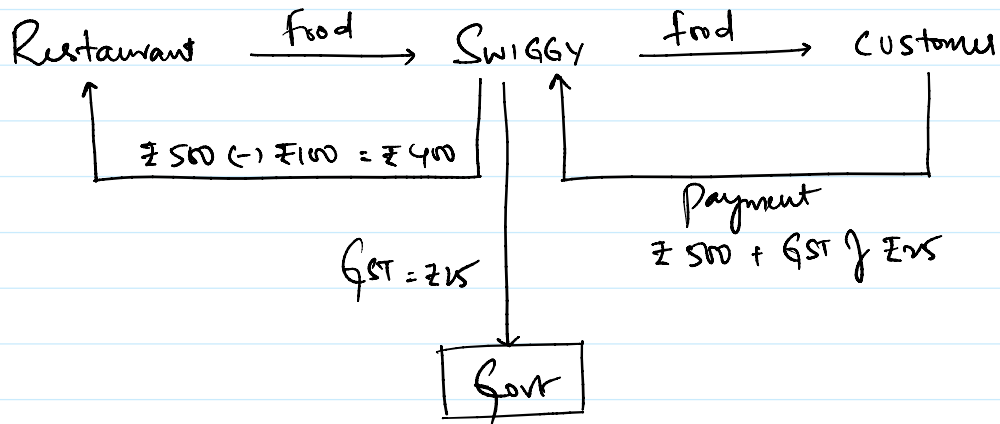 Restaurant food SWIGGY food CUSTOMER
₹ 500 (-) ₹100 = ₹ 400
Payment
₹ 500 + GST of ₹25
GST = ₹25
Govt